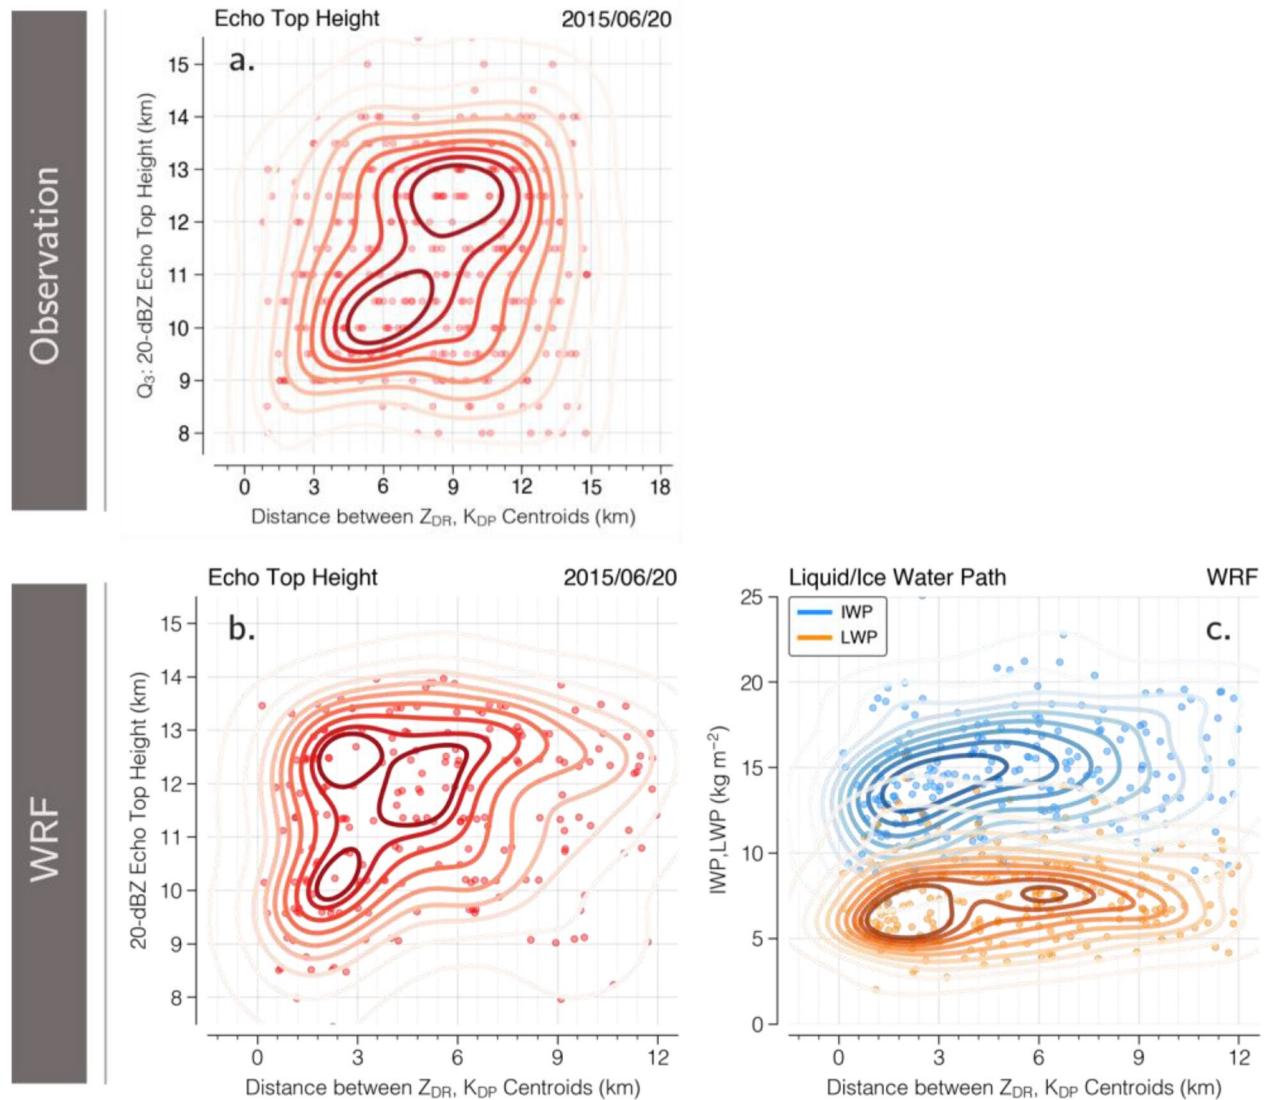 Observation
Echo Top Height 2015/06/20
a.
Q3: 20-dBZ Echo Top Height (km)
15
14
13
12
11
10
9
8
0 3 6 9 12 15 18
Distance between ZDR, KDP Centroids (km)
WRF
Echo Top Height 2015/06/20
b.
20-dBZ Echo Top Height (km)
15
14
13
12
11
10
9
8
0 3 6 9 12
Distance between ZDR, KDP Centroids (km)
Liquid/Ice Water Path WRF
IWP
LWP
c.
IWP,LWP (kg m−2)
25
20
15
10
5
0
0 3 6 9 12
Distance between ZDR, KDP Centroids (km)